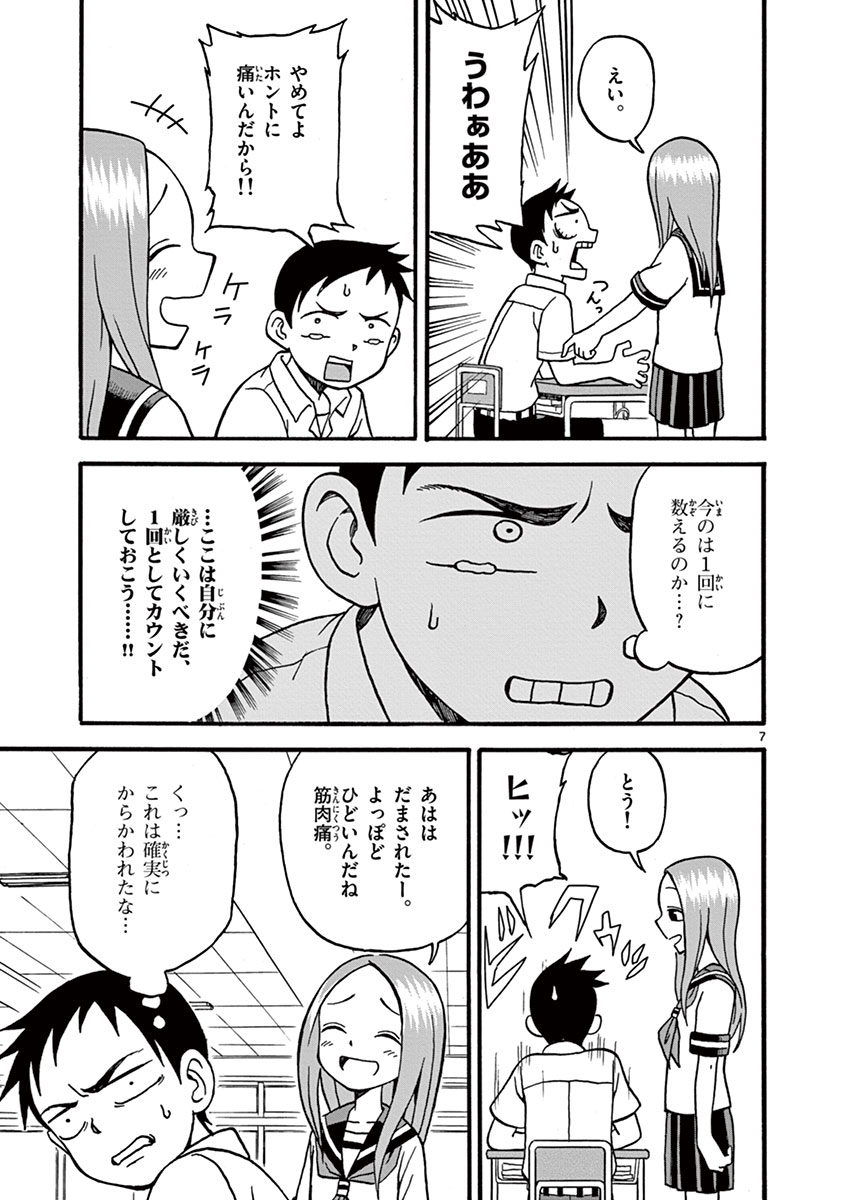 えい。
うわぁああ
つんっ
やめてよ
ホントに
痛いんだから!!
ケラ
ケラ
今のは1回に
数えるのか…?
…ここは自分に
厳しくいくべきだ、
1回としてカウント
しておこう……!!
7
とう!
ヒッ!!!
ビクッ
あはは
だまされたー。
よっぽど
ひどいんだね
筋肉痛。
くっ…
これは確実に
からかわれたな…